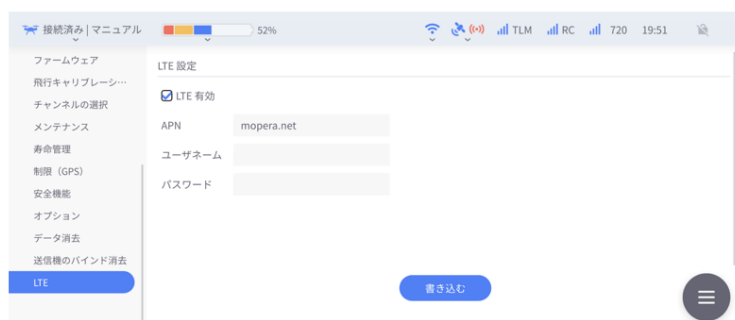 接続済み | マニュアル 52% TLM RC 720 19:51
ファームウェア
飛行キャリブレーシ…
チャンネルの選択
メンテナンス
寿命管理
制限（GPS）
安全機能
オプション
データ消去
送信機のバインド消去
LTE
LTE 設定
LTE 有効
APN mopera.net
ユーザネーム
パスワード
書き込む